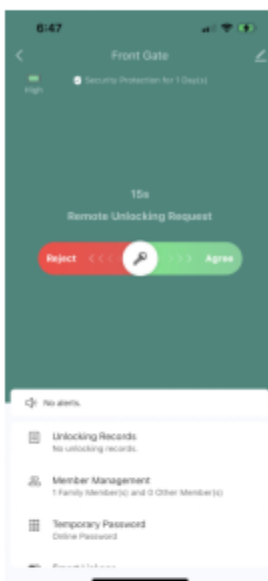 6:47
Front Gate
High
Security Protection for 1 Day(s)
15s
Remote Unlocking Request
Reject
Agree
No alerts.
Unlocking Records
No unlocking records.
Member Management
1 Family Member(s) and 0 Other Member(s)
Temporary Password
Online Password